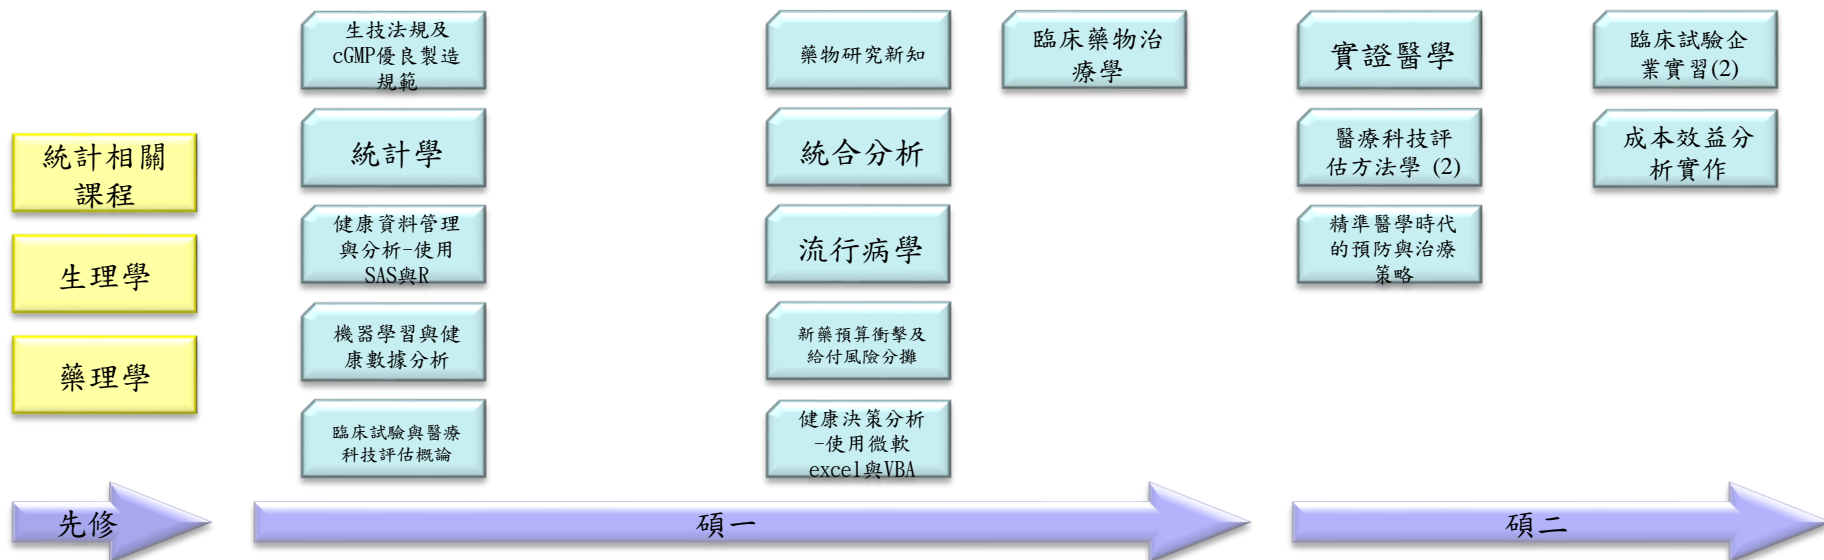 統計相關
課程
生理學
藥理學
先修
生技法規及
cGMP優良製造
規範
統計學
健康資料管理
與分析-使用
SAS與R
機器學習與健
康數據分析
臨床試驗與醫療
科技評估概論
藥物研究新知
統合分析
流行病學
新藥預算衝擊及
給付風險分攤
健康決策分析
-使用微軟
excel與VBA
臨床藥物治
療學
碩一
實證醫學
醫療科技評
估方法學 (2)
精準醫學時代
的預防與治療
策略
臨床試驗企
業實習(2)
成本效益分
析實作
碩二